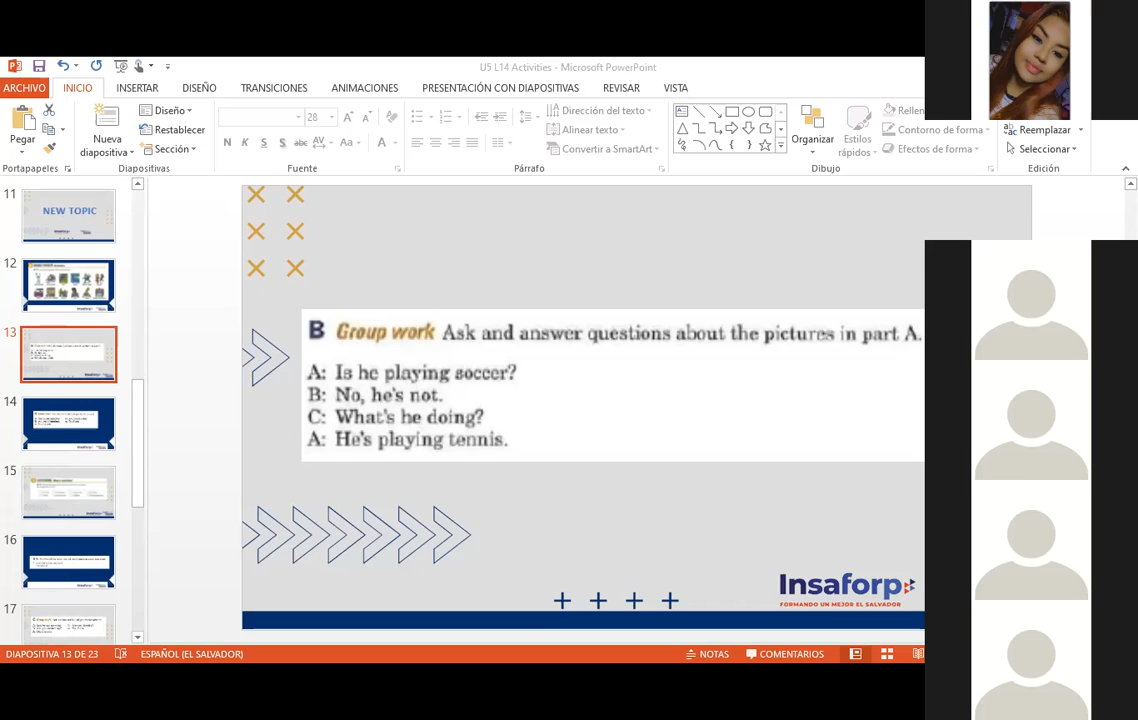 U5 L14 Activities - Microsoft PowerPoint
ARCHIVO INICIO INSERTAR DISEÑO TRANSICIONES ANIMACIONES PRESENTACIÓN CON DIAPOSITIVAS REVISAR VISTA
Pegar
Nueva diapositiva
Diseño
Restablecer
Sección
28
N K S S abc AV Aa A
Dirección del texto
Alinear texto
Convertir a SmartArt
Organizar
Estilos rápidos
Rellen
Contorno de forma
Efectos de forma
Reemplazar
Seleccionar
Portapapeles Diapositivas Fuente Párrafo Dibujo Edición
11
NEW TOPIC
12
13
14
15
16
17
B Group work Ask and answer questions about the pictures in part A.
A: Is he playing soccer?
B: No, he's not.
C: What's he doing?
A: He's playing tennis.
Insaforp
FORMANDO UN MEJOR EL SALVADOR
DIAPOSITIVA 13 DE 23 ESPAÑOL (EL SALVADOR) NOTAS COMENTARIOS